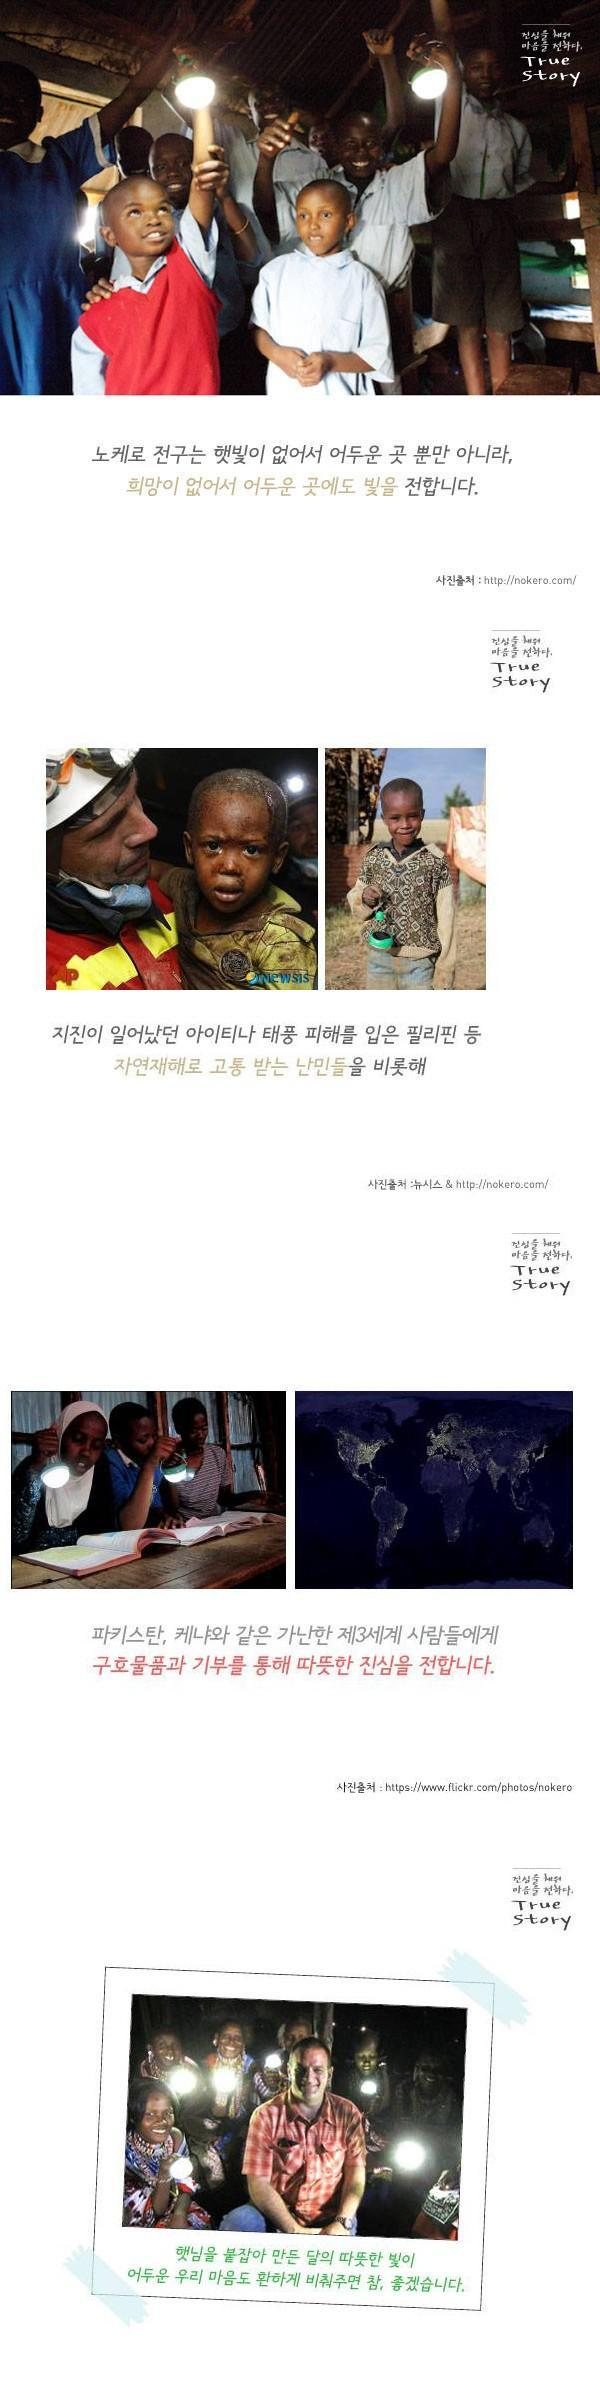 진심을 채워
마음을 전하다.
True
Story
노케로 전구는 햇빛이 없어서 어두운 곳 뿐만 아니라,
희망이 없어서 어두운 곳에도 빛을 전합니다.
사진출처 : http://nokero.com/
진심을 채워
마음을 전하다.
True
Story
AP
newsis
지진이 일어났던 아이티나 태풍 피해를 입은 필리핀 등
자연재해로 고통 받는 난민들을 비롯해
사진출처 :뉴시스 & http://nokero.com/
진심을 채워
마음을 전하다.
True
Story
파키스탄, 케냐와 같은 가난한 제3세계 사람들에게
구호물품과 기부를 통해 따뜻한 진심을 전합니다.
사진출처 : https://www.flickr.com/photos/nokero
진심을 채워
마음을 전하다.
True
Story
햇님을 붙잡아 만든 달의 따뜻한 빛이
어두운 우리 마음도 환하게 비춰주면 참, 좋겠습니다.